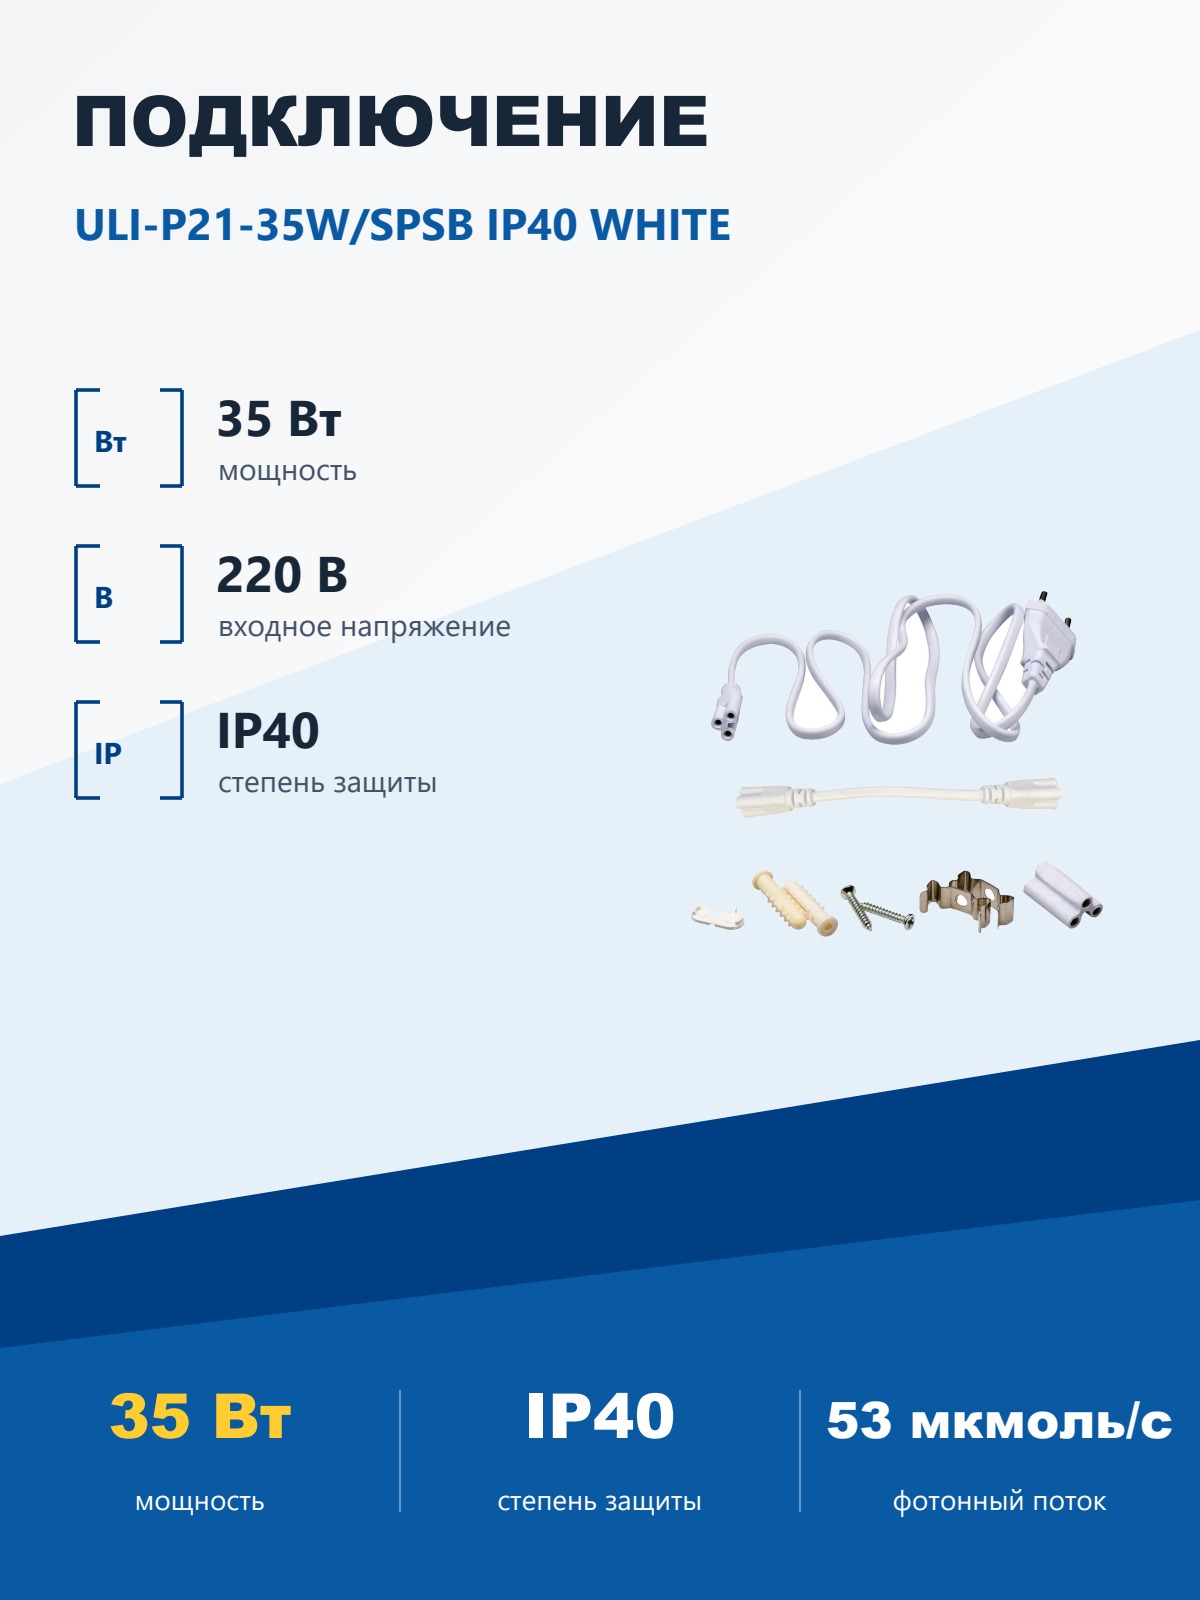 ПОДКЛЮЧЕНИЕ
ULI-P21-35W/SPSB IP40 WHITE
Вт
35 Вт
мощность
В
220 В
входное напряжение
IP
IP40
степень защиты
35 Вт
мощность
IP40
степень защиты
53 мкмоль/с
фотонный поток